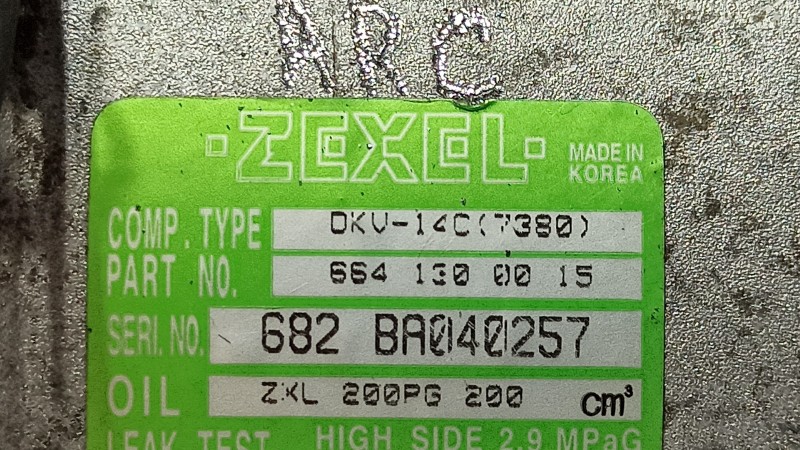 ARC
ZEXEL
MADE IN
KOREA
COMP. TYPE DKV-14C(7380)
PART NO. 664 130 00 15
SERI. NO. 682 BA040257
OIL ZXL 200PG 200 cm³
LEAK TEST HIGH SIDE 2.9 MPaG